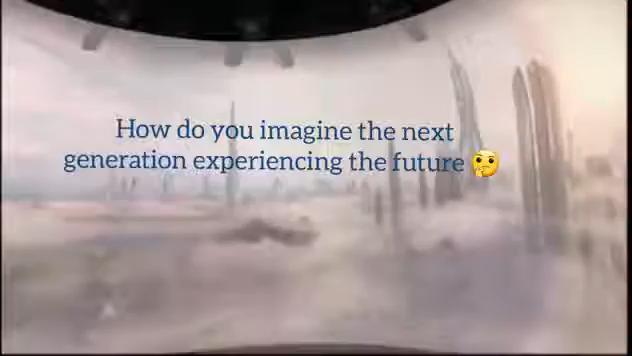 How do you imagine the next
generation experiencing the future 🤔